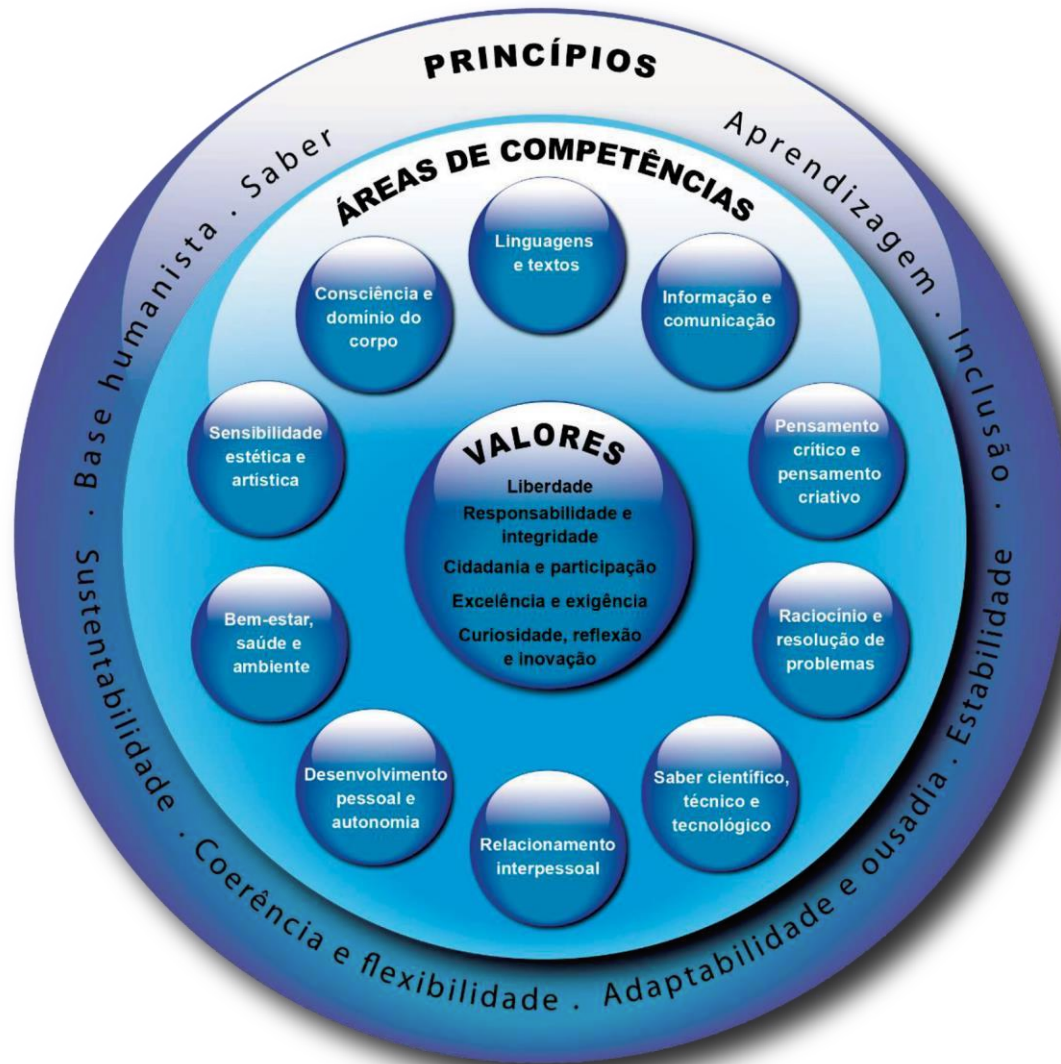 PRINCÍPIOS
Sustentabilidade . Base humanista . Saber
Aprendizagem . Inclusão .
Coerência e flexibilidade . Adaptabilidade e ousadia . Estabilidade
ÁREAS DE COMPETÊNCIAS
Linguagens
e textos
Informação e
comunicação
Pensamento
crítico e
pensamento
criativo
Raciocínio e
resolução de
problemas
Saber científico,
técnico e
tecnológico
Relacionamento
interpessoal
Desenvolvimento
pessoal e
autonomia
Bem-estar,
saúde e
ambiente
Sensibilidade
estética e
artística
Consciência e
domínio do
corpo
VALORES
Liberdade
Responsabilidade e
integridade
Cidadania e participação
Excelência e exigência
Curiosidade, reflexão
e inovação